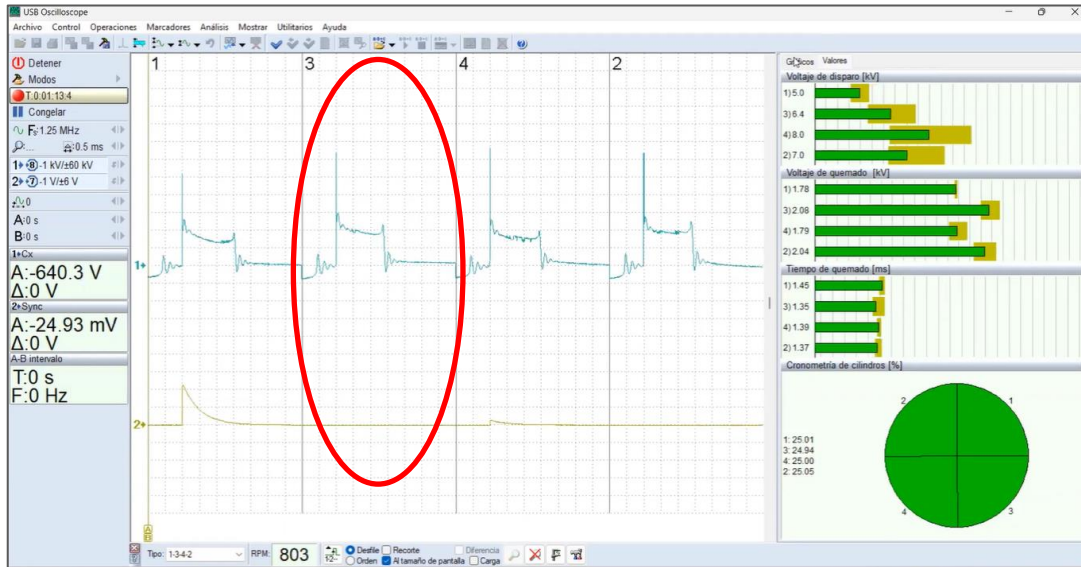 USB Oscilloscope
Archivo Control Operaciones Marcadores Análisis Mostrar Utilitarios Ayuda
Detener
Modos
T:0:01:13:4
Congelar
Fs:1.25 MHz
:... :0.5 ms
1 8 -1 kV/±60 kV
2 7 -1 V/±6 V
:0
A:0 s
B:0 s
1 Cx
A:-640.3 V
Δ:0 V
2 Sync
A:-24.93 mV
Δ:0 V
A-B intervalo
T:0 s
F:0 Hz
1 3 4 2
1
2
A
B
Gráficos Valores
Voltaje de disparo [kV]
1) 5.0
3) 6.4
4) 8.0
2) 7.0
Voltaje de quemado [kV]
1) 1.78
3) 2.08
4) 1.79
2) 2.04
Tiempo de quemado [ms]
1) 1.45
3) 1.35
4) 1.39
2) 1.37
Cronometría de cilindros [%]
2 1
1: 25.01
3: 24.94
4: 25.00
2: 25.05
4 3
Tipo: 1-3-4-2 RPM: 803 Desfile Recorte Diferencia
Orden Al tamaño de pantalla Carga